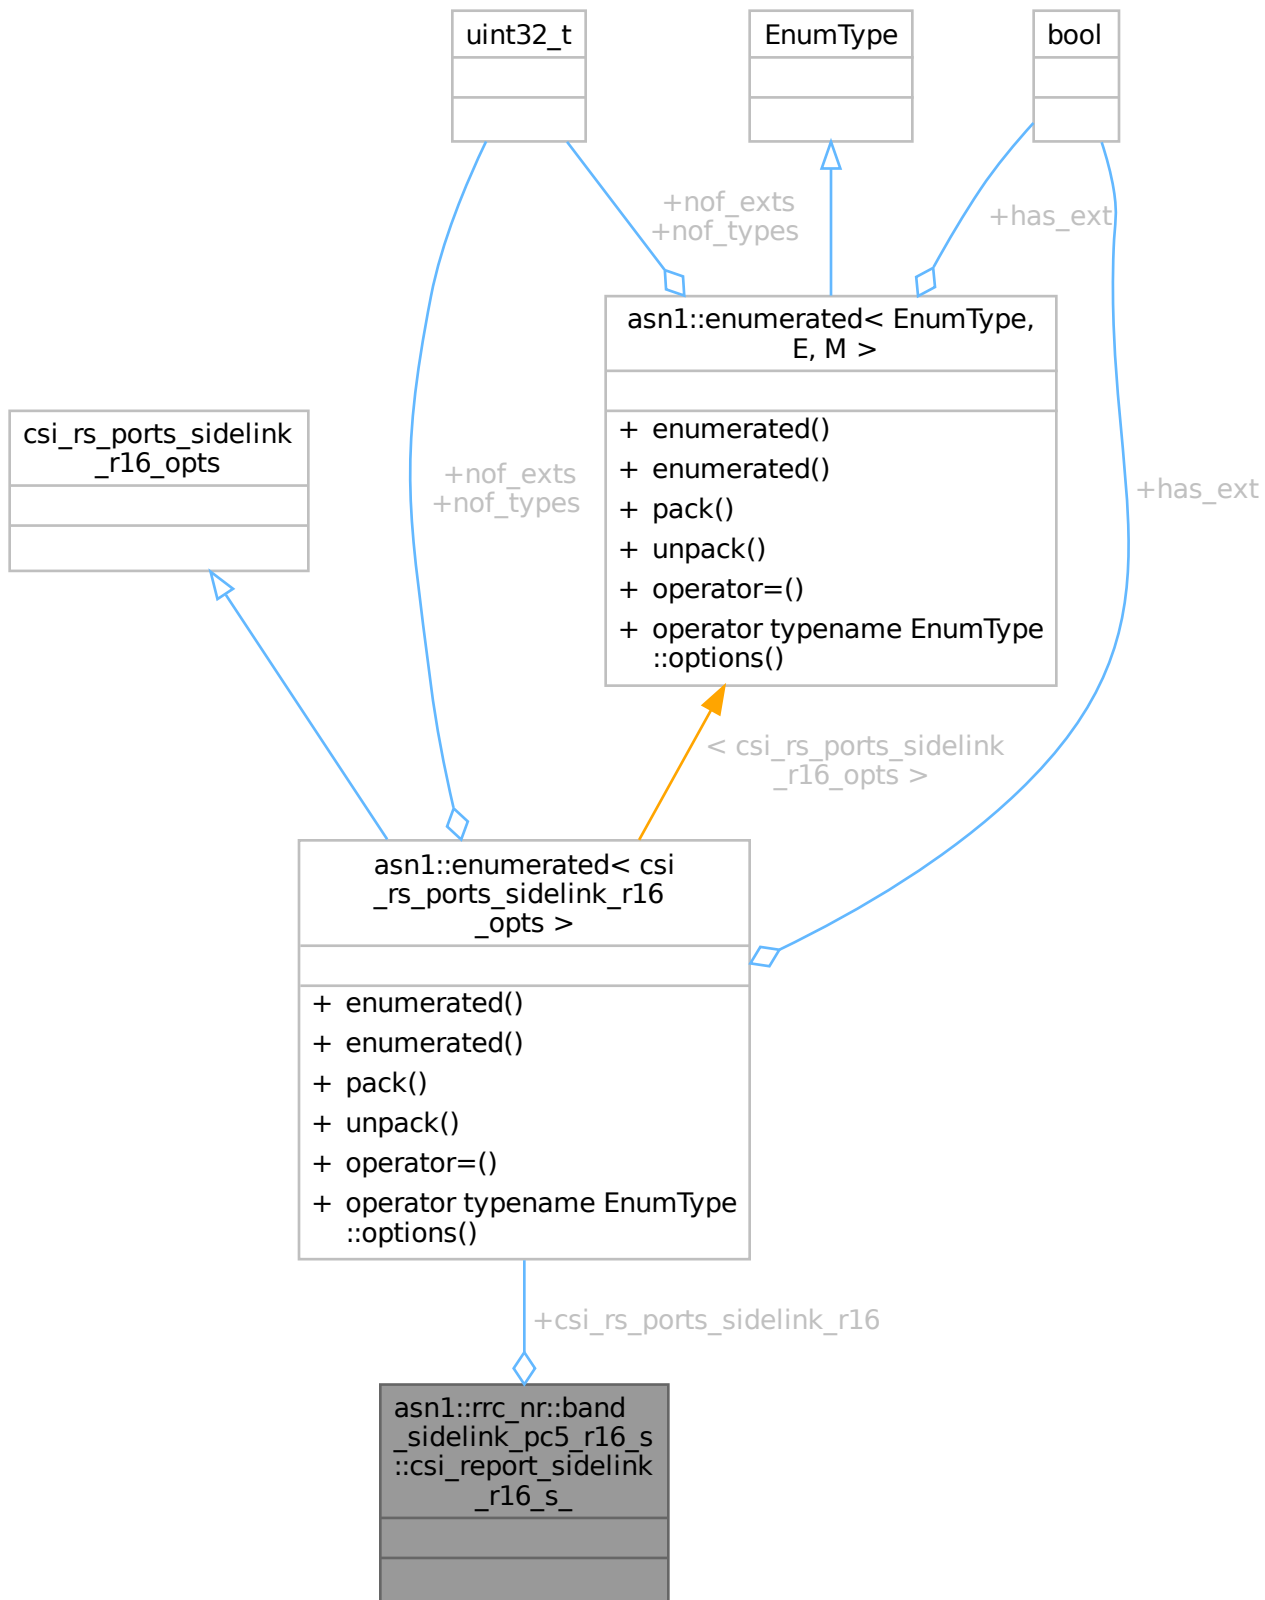 uint32_t
EnumType
bool
+nof_exts
+nof_types
+has_ext
asn1::enumerated< EnumType,
E, M >
+ enumerated()
+ enumerated()
+ pack()
+ unpack()
+ operator=()
+ operator typename EnumType
::options()
csi_rs_ports_sidelink
_r16_opts
+nof_exts
+nof_types
+has_ext
< csi_rs_ports_sidelink
_r16_opts >
asn1::enumerated< csi
_rs_ports_sidelink_r16
_opts >
+ enumerated()
+ enumerated()
+ pack()
+ unpack()
+ operator=()
+ operator typename EnumType
::options()
+csi_rs_ports_sidelink_r16
asn1::rrc_nr::band
_sidelink_pc5_r16_s
::csi_report_sidelink
_r16_s_